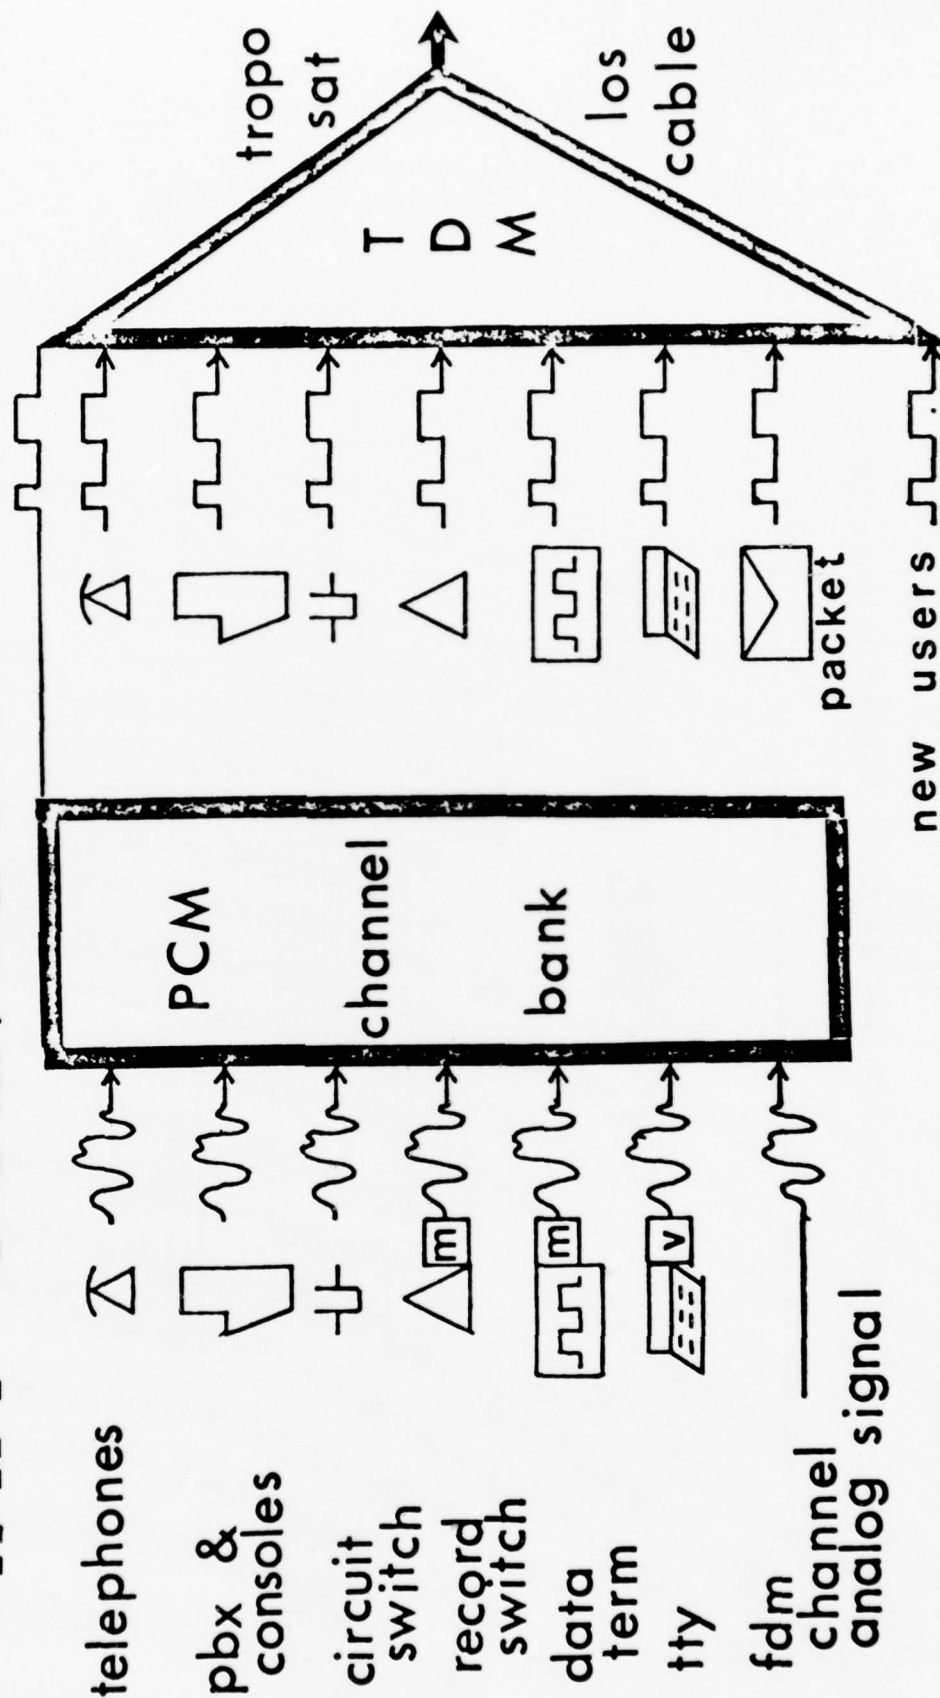 telephones
pbx &
consoles
circuit
switch
record
switch
data
term
tty
fdm
channel
analog signal
m
m
v
PCM
channel
bank
packet
new users
T
D
M
tropo
sat
los
cable